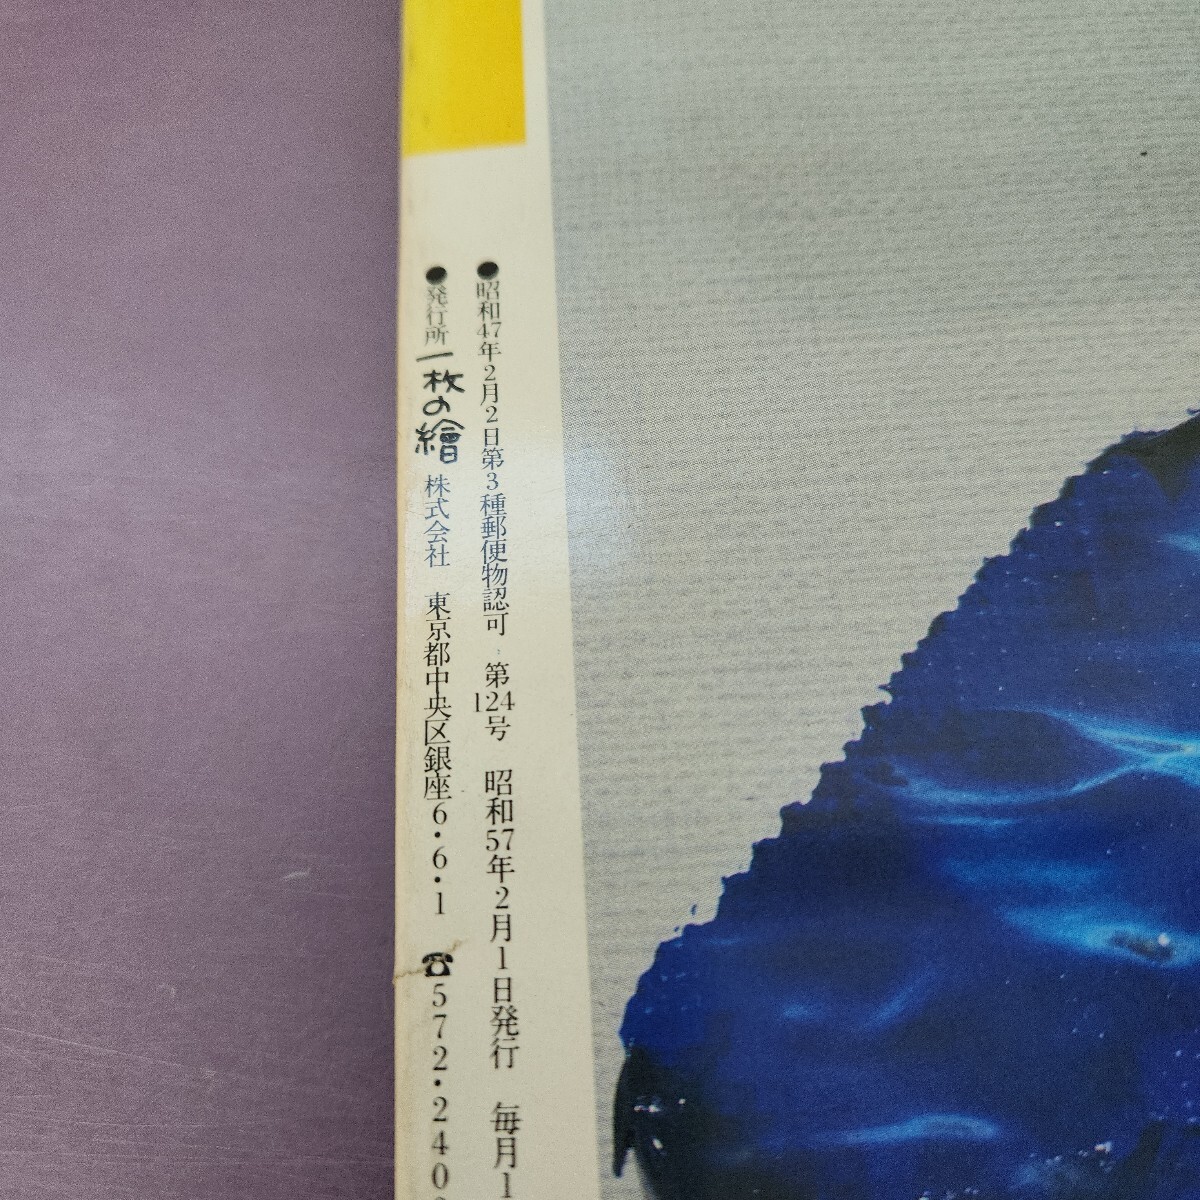 ●昭和47年2月2日第3種郵便物認可 第124号 昭和57年2月1日発行 毎月1
●発行所 一枚の繪 株式会社 東京都中央区銀座6・6・1 ☎572・240